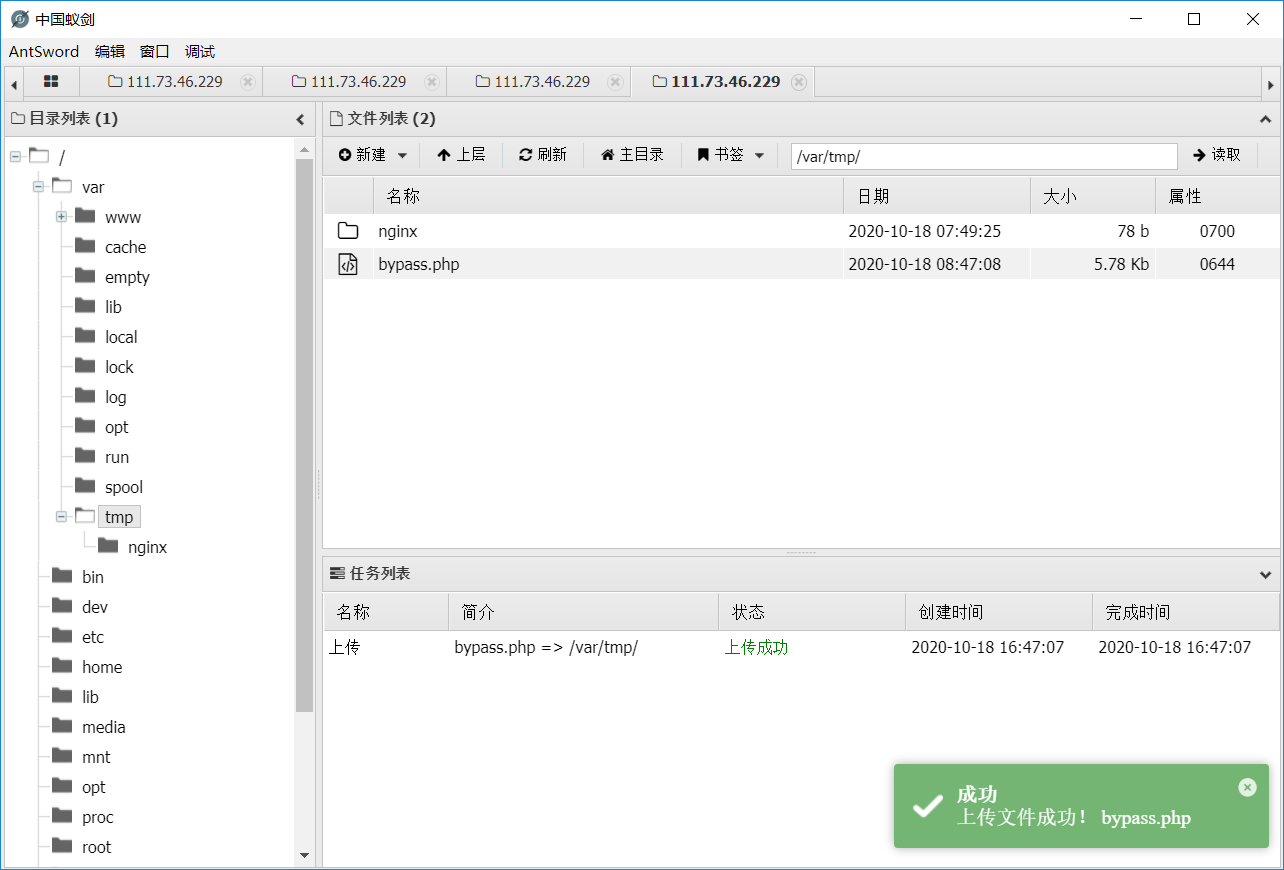 中国蚁剑
AntSword 编辑 窗口 调试
111.73.46.229 111.73.46.229 111.73.46.229 111.73.46.229
目录列表 (1)
/
var
www
cache
empty
lib
local
lock
log
opt
run
spool
tmp
nginx
bin
dev
etc
home
lib
media
mnt
opt
proc
root
文件列表 (2)
新建 上层 刷新 主目录 书签 /var/tmp/ 读取
名称 日期 大小 属性
nginx 2020-10-18 07:49:25 78 b 0700
bypass.php 2020-10-18 08:47:08 5.78 Kb 0644
任务列表
名称 简介 状态 创建时间 完成时间
上传 bypass.php => /var/tmp/ 上传成功 2020-10-18 16:47:07 2020-10-18 16:47:07
成功
上传文件成功！ bypass.php